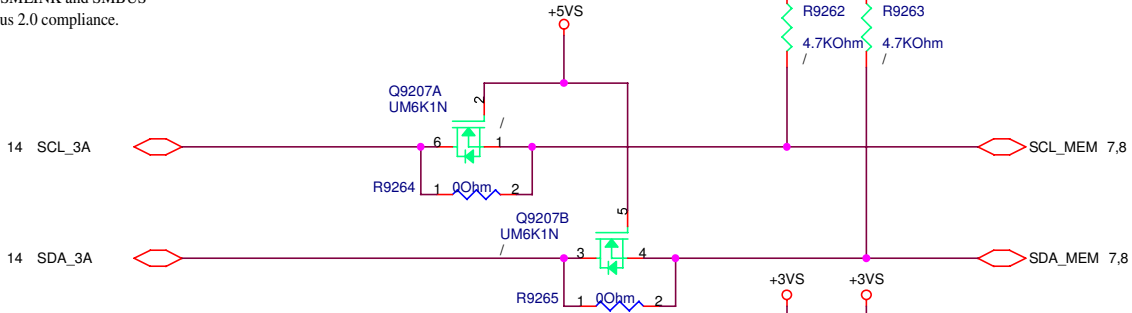 SMLINK and SMBUS
us 2.0 compliance.
+5VS
R9262
R9263
4.7KOhm
4.7KOhm
/
/
Q9207A
UM6K1N
2
/
14 SCL_3A
6
1
SCL_MEM 7,8
R9264
1
0Ohm
2
5
Q9207B
UM6K1N
/
14 SDA_3A
3
4
SDA_MEM 7,8
+3VS
+3VS
R9265
1
0Ohm
2